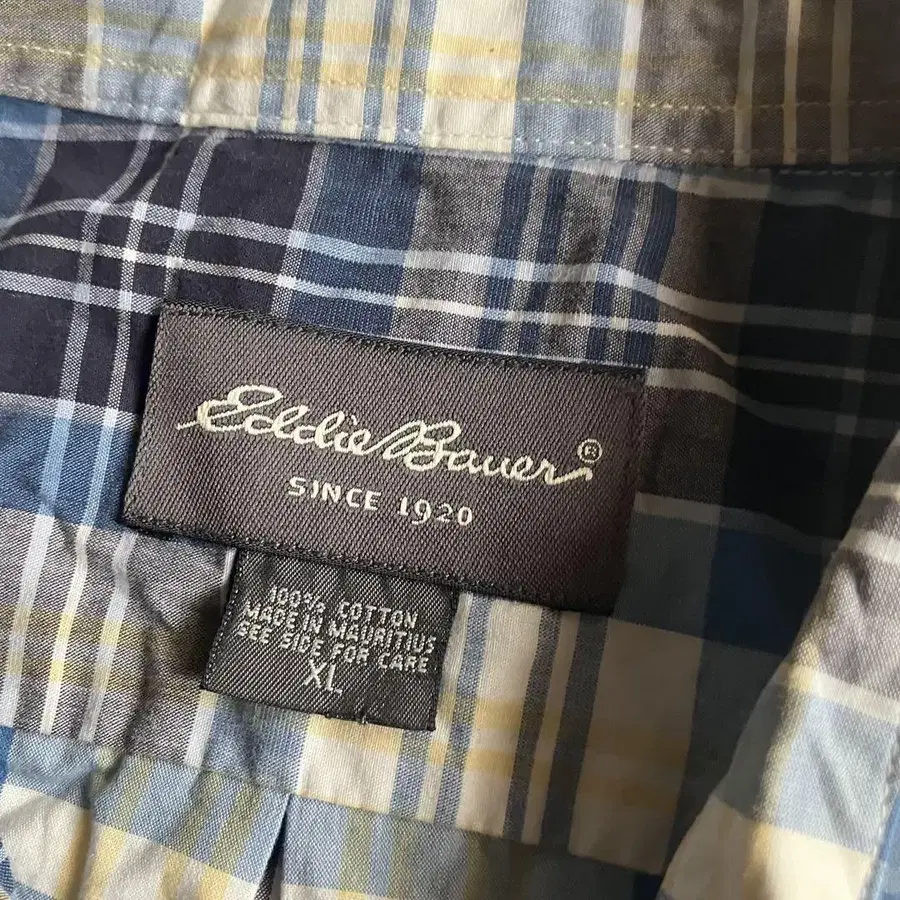 Eddie Bauer ®
SINCE 1920
100% COTTON
MADE IN MAURITIUS
SEE SIDE FOR CARE
XL